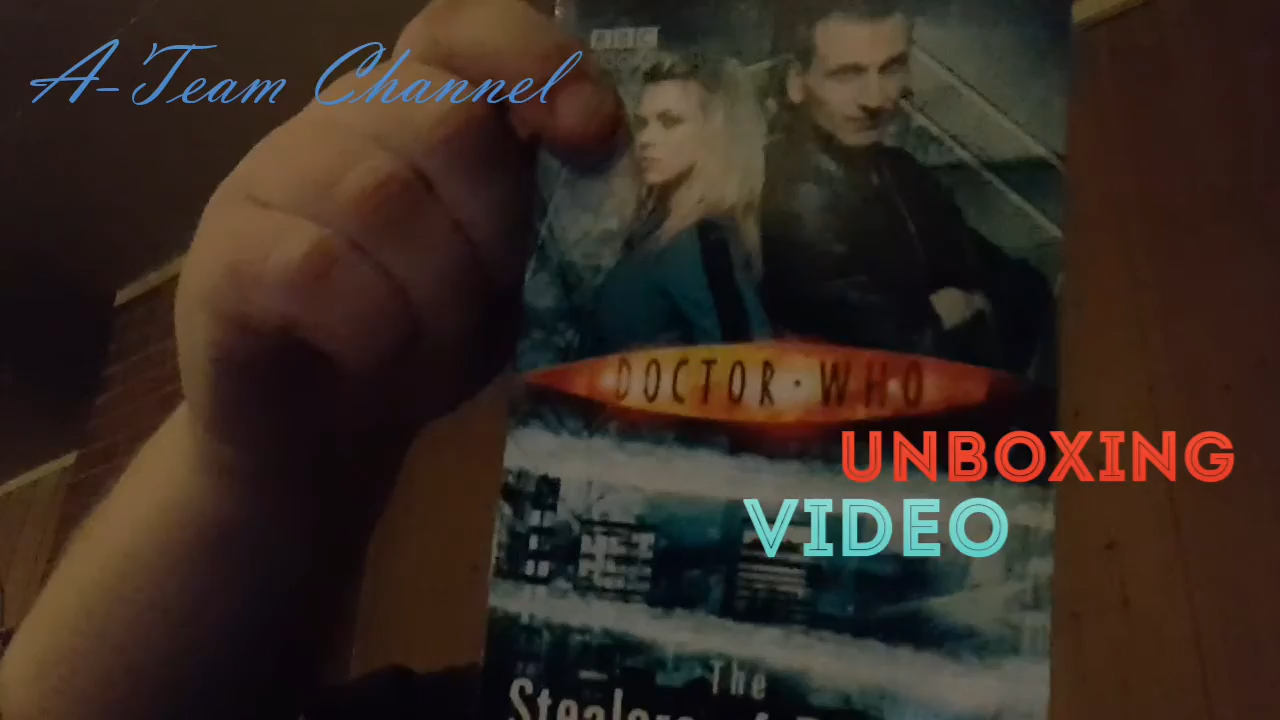 A-Team Channel
BBC
DOCTOR · WHO
UNBOXING
VIDEO
The